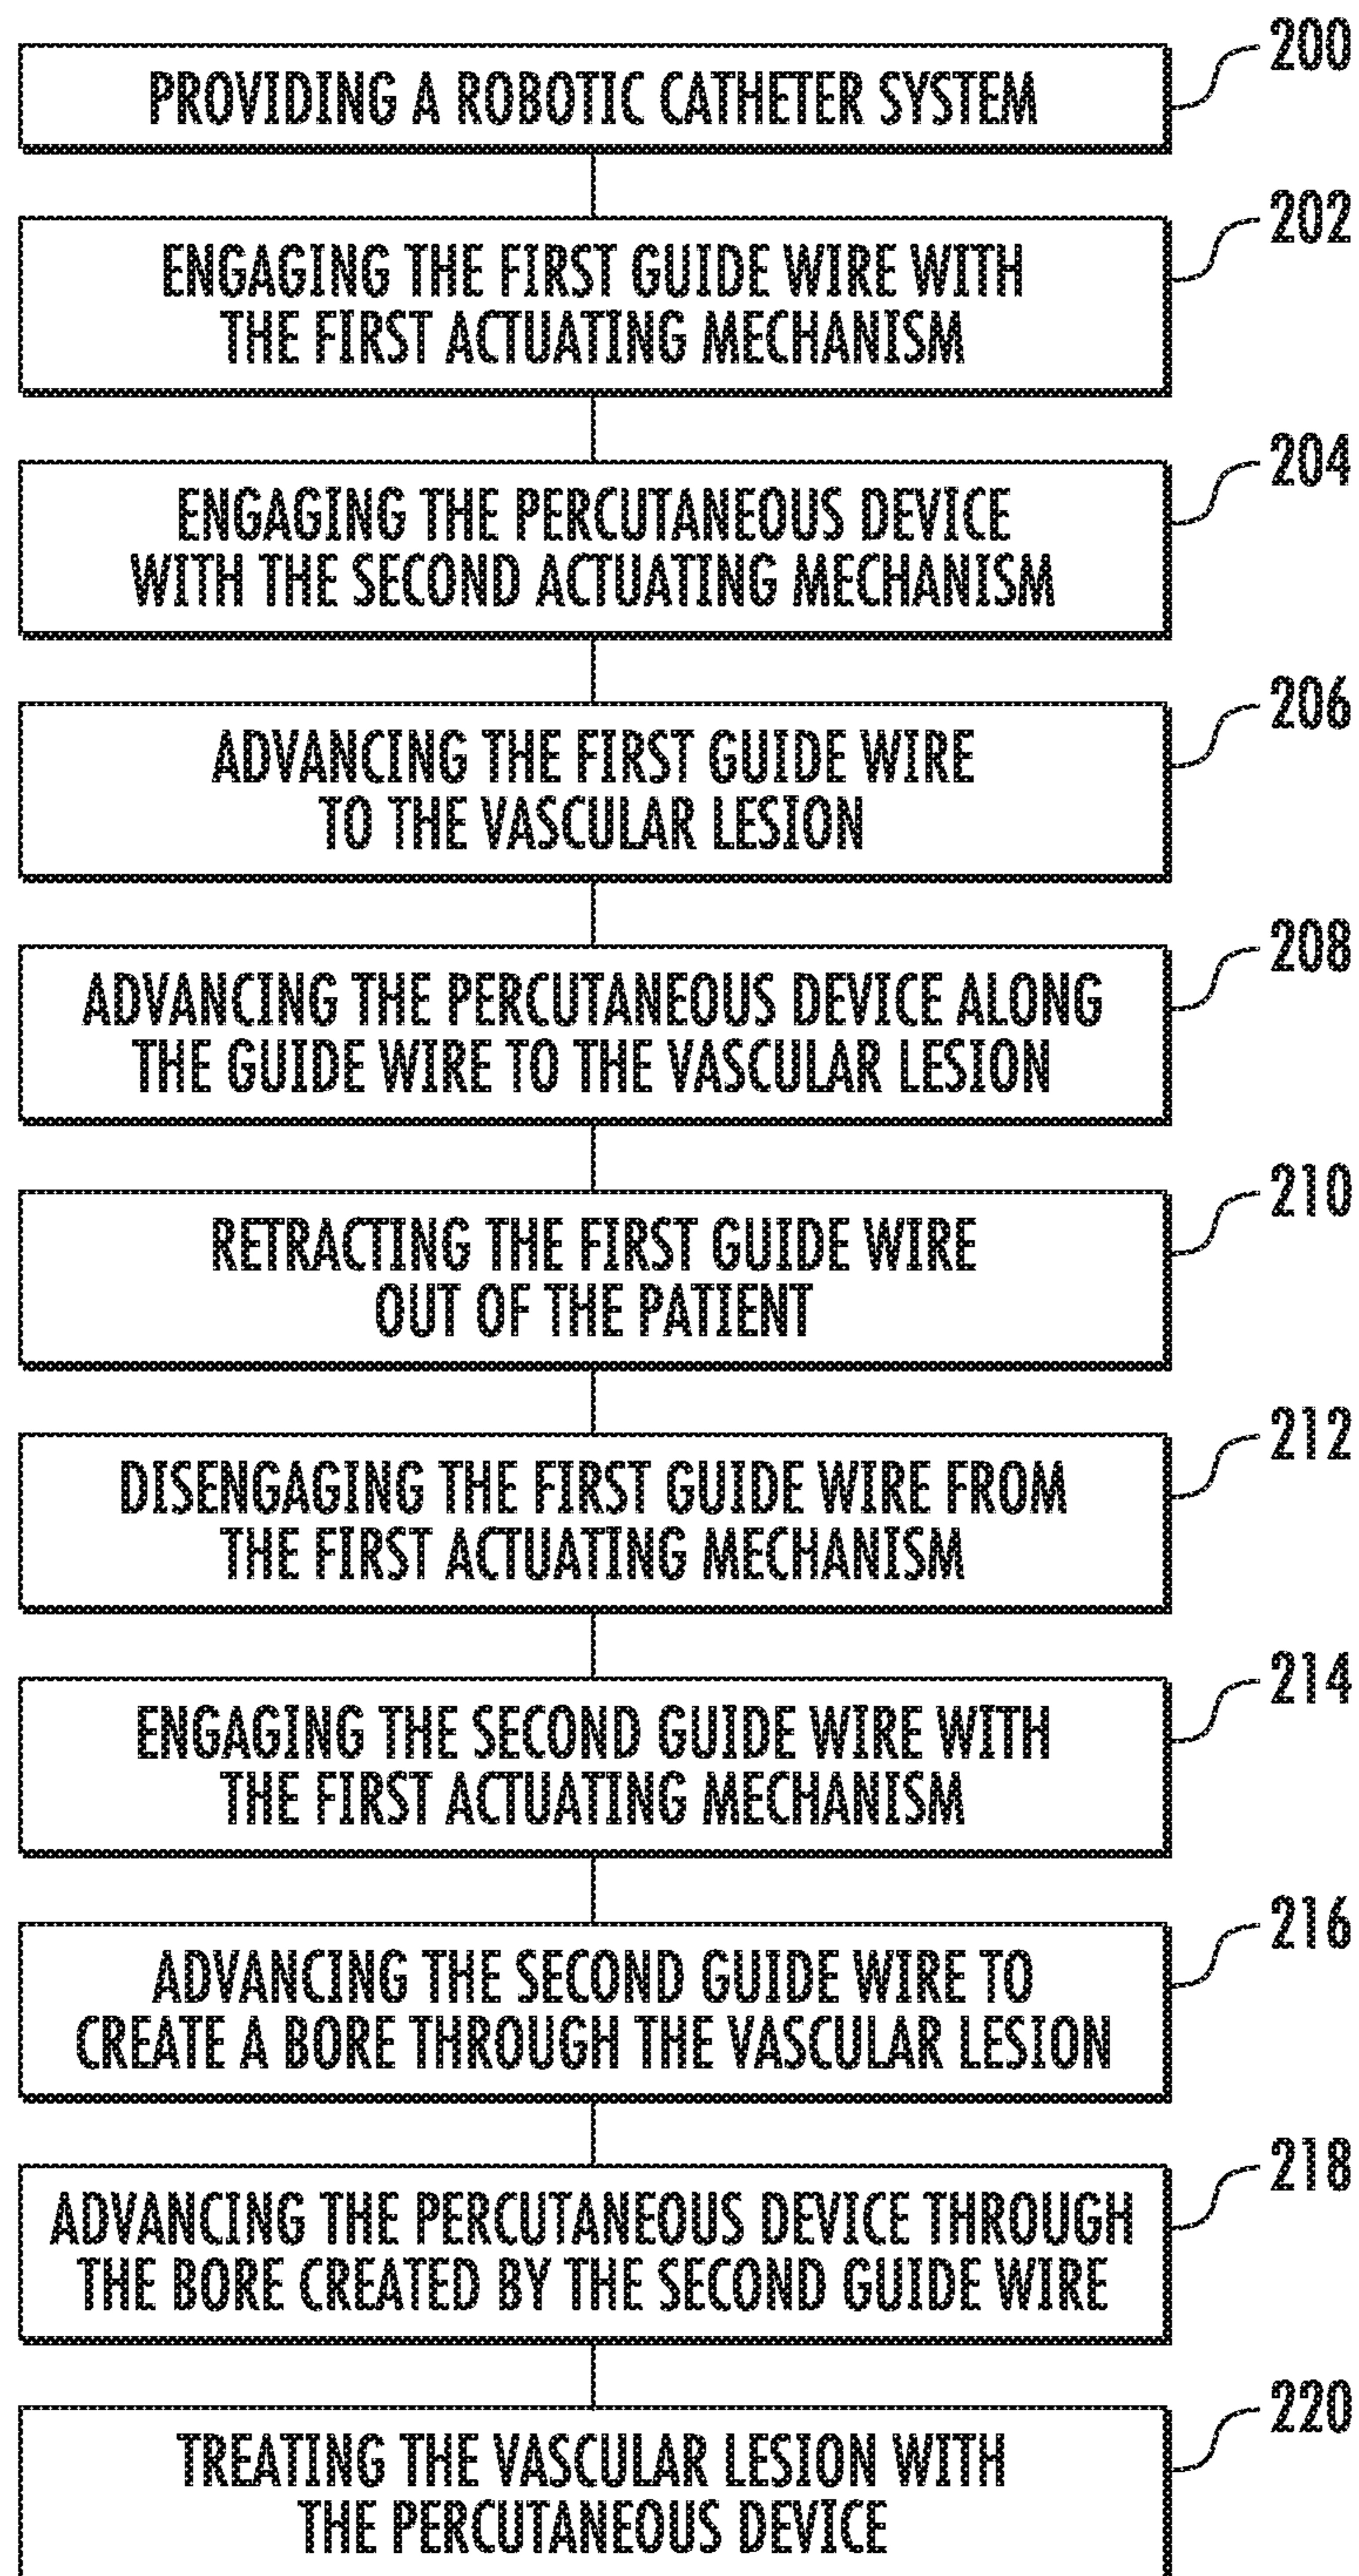 200
PROVIDING A ROBOTIC CATHETER SYSTEM
202
ENGAGING THE FIRST GUIDE WIRE WITH
THE FIRST ACTUATING MECHANISM
204
ENGAGING THE PERCUTANEOUS DEVICE
WITH THE SECOND ACTUATING MECHANISM
206
ADVANCING THE FIRST GUIDE WIRE
TO THE VASCULAR LESION
208
ADVANCING THE PERCUTANEOUS DEVICE ALONG
THE GUIDE WIRE TO THE VASCULAR LESION
210
RETRACTING THE FIRST GUIDE WIRE
OUT OF THE PATIENT
212
DISENGAGING THE FIRST GUIDE WIRE FROM
THE FIRST ACTUATING MECHANISM
214
ENGAGING THE SECOND GUIDE WIRE WITH
THE FIRST ACTUATING MECHANISM
216
ADVANCING THE SECOND GUIDE WIRE TO
CREATE A BORE THROUGH THE VASCULAR LESION
218
ADVANCING THE PERCUTANEOUS DEVICE THROUGH
THE BORE CREATED BY THE SECOND GUIDE WIRE
220
TREATING THE VASCULAR LESION WITH
THE PERCUTANEOUS DEVICE